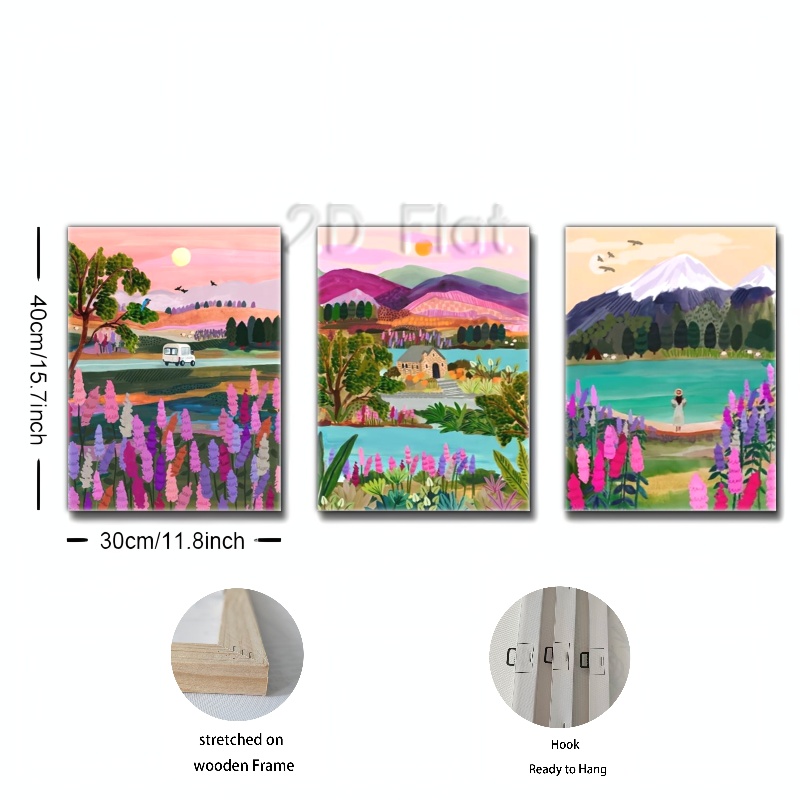 2D Flat
40cm/15.7inch
30cm/11.8inch
stretched on
wooden Frame
Hook
Ready to Hang